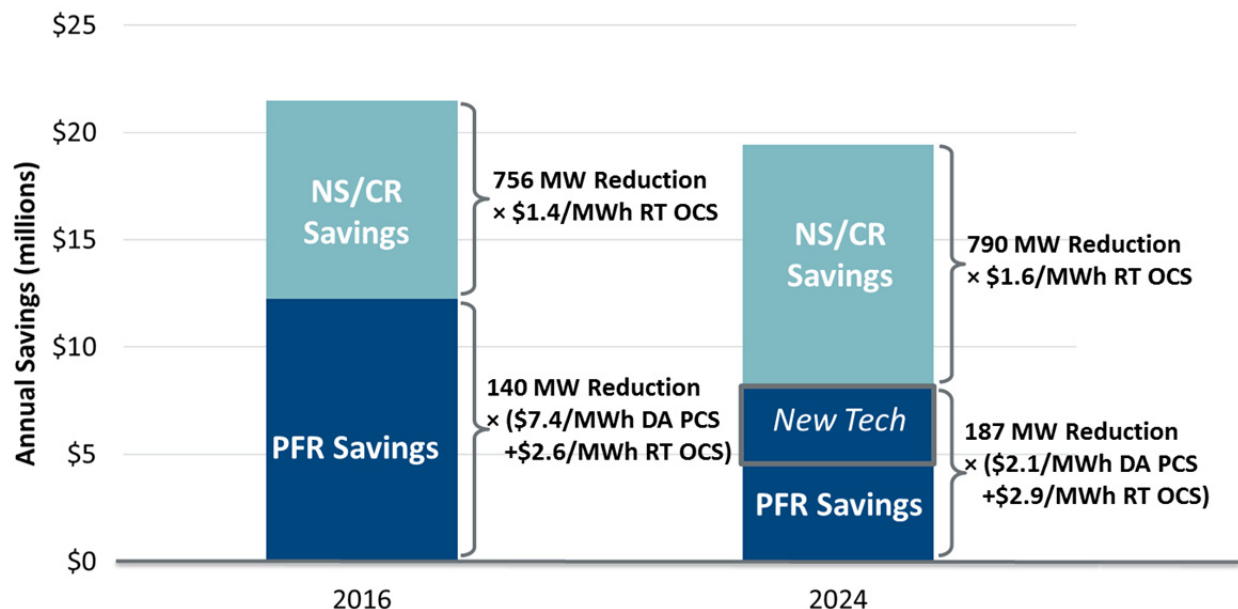 Annual Savings (millions)
$25
$20
$15
$10
$5
$0
NS/CR
Savings
756 MW Reduction
× $1.4/MWh RT OCS
PFR Savings
140 MW Reduction
× ($7.4/MWh DA PCS
+$2.6/MWh RT OCS)
NS/CR
Savings
790 MW Reduction
× $1.6/MWh RT OCS
New Tech
PFR Savings
187 MW Reduction
× ($2.1/MWh DA PCS
+$2.9/MWh RT OCS)
2016
2024